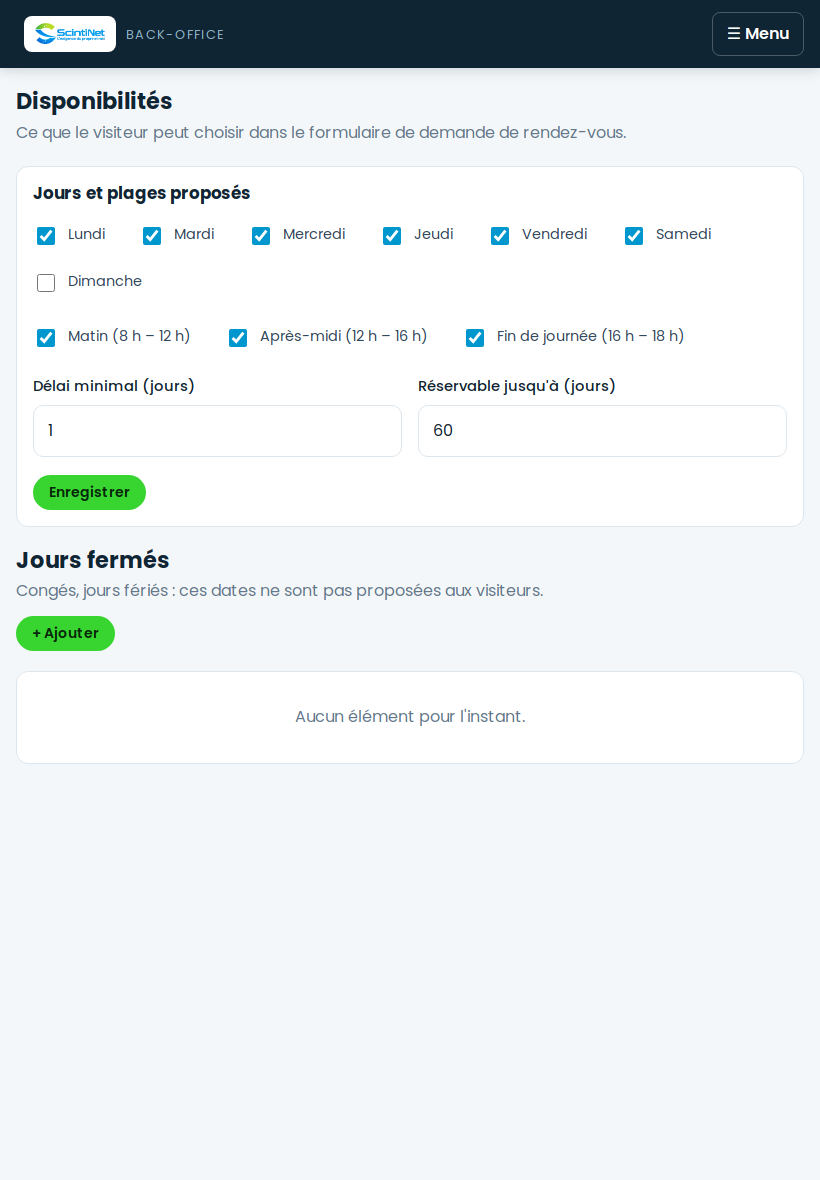 ScintiNet
BACK-OFFICE
☰ Menu
Disponibilités
Ce que le visiteur peut choisir dans le formulaire de demande de rendez-vous.
Jours et plages proposés
Lundi Mardi Mercredi Jeudi Vendredi Samedi
Dimanche
Matin (8 h – 12 h) Après-midi (12 h – 16 h) Fin de journée (16 h – 18 h)
Délai minimal (jours) Réservable jusqu'à (jours)
1 60
Enregistrer
Jours fermés
Congés, jours fériés : ces dates ne sont pas proposées aux visiteurs.
+ Ajouter
Aucun élément pour l'instant.